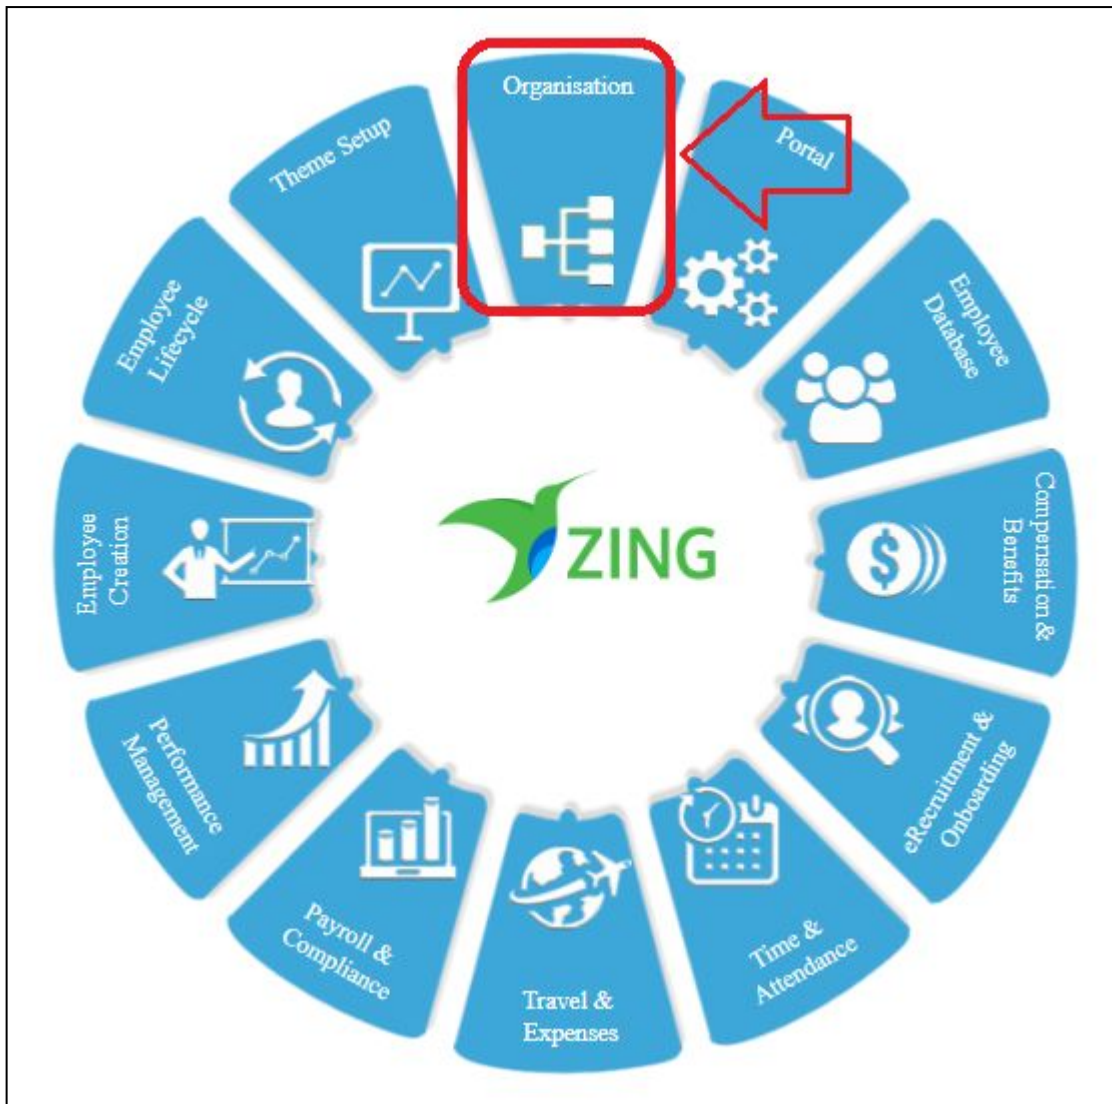 Organisation
Portal
Employee
Database
Compensation &
Benefits
eRecruitment &
Onboarding
Time &
Attendance
Travel &
Expenses
Payroll &
Compliance
Performance
Management
Employee
Creation
Employee
Lifecycle
Theme Setup
ZING